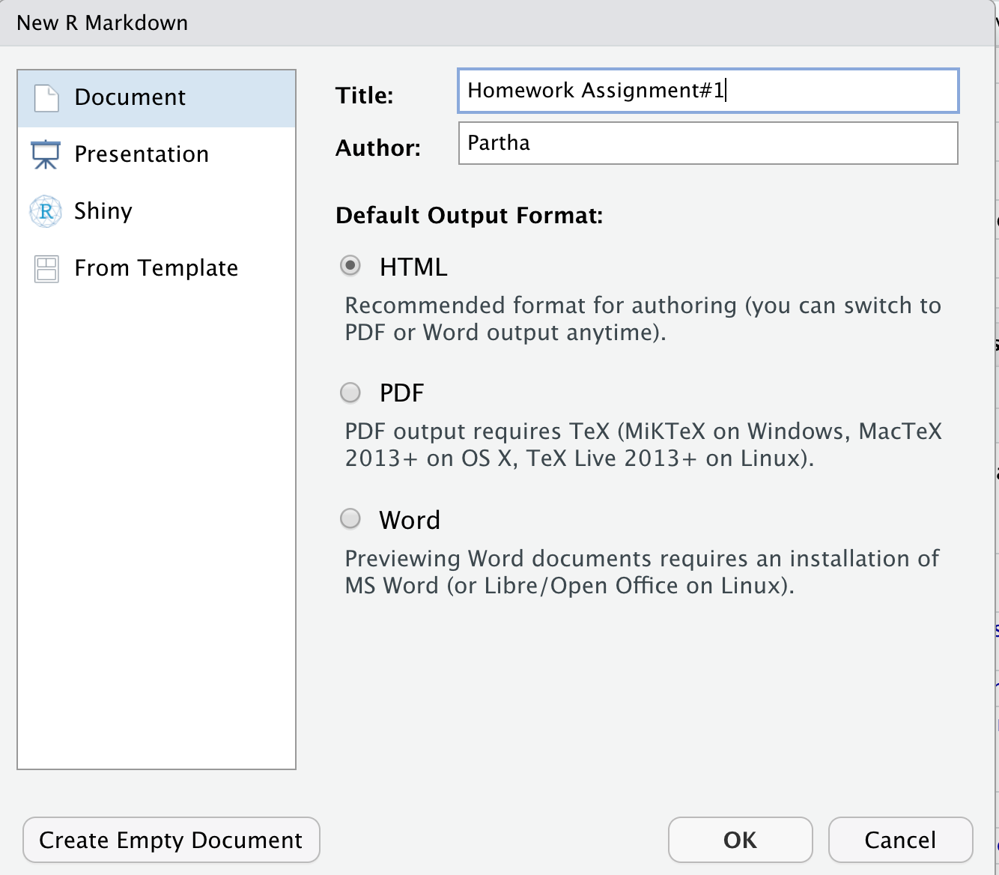 New R Markdown
Document
Presentation
Shiny
From Template
Title: Homework Assignment#1
Author: Partha
Default Output Format:
HTML
Recommended format for authoring (you can switch to
PDF or Word output anytime).
PDF
PDF output requires TeX (MiKTeX on Windows, MacTeX
2013+ on OS X, TeX Live 2013+ on Linux).
Word
Previewing Word documents requires an installation of
MS Word (or Libre/Open Office on Linux).
Create Empty Document OK Cancel